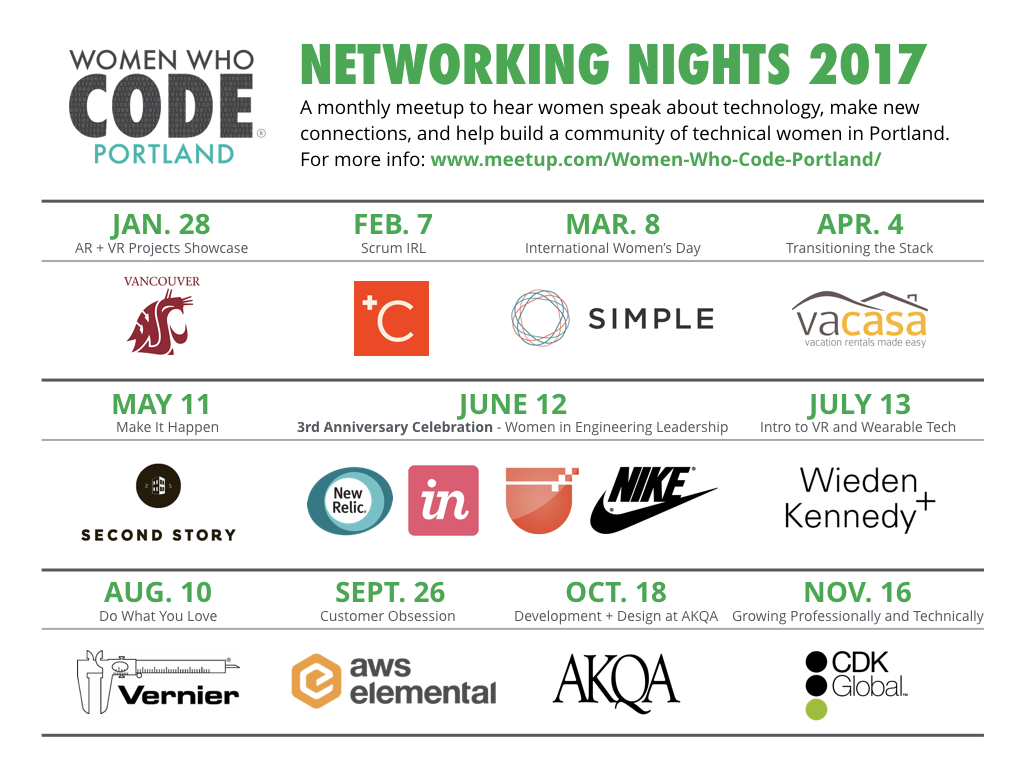 WOMEN WHO
CODE®
PORTLAND
NETWORKING NIGHTS 2017
A monthly meetup to hear women speak about technology, make new
connections, and help build a community of technical women in Portland.
For more info: www.meetup.com/Women-Who-Code-Portland/
JAN. 28
AR + VR Projects Showcase
FEB. 7
Scrum IRL
MAR. 8
International Women’s Day
APR. 4
Transitioning the Stack
VANCOUVER
WSC
+C
SIMPLE
vacasa
vacation rentals made easy
MAY 11
Make It Happen
JUNE 12
3rd Anniversary Celebration - Women in Engineering Leadership
JULY 13
Intro to VR and Wearable Tech
SECOND STORY
New
Relic.
in
NIKE®
Wieden
Kennedy+
AUG. 10
Do What You Love
SEPT. 26
Customer Obsession
OCT. 18
Development + Design at AKQA
NOV. 16
Growing Professionally and Technically
Vernier®
aws
elemental
AKQA
CDK
Global™